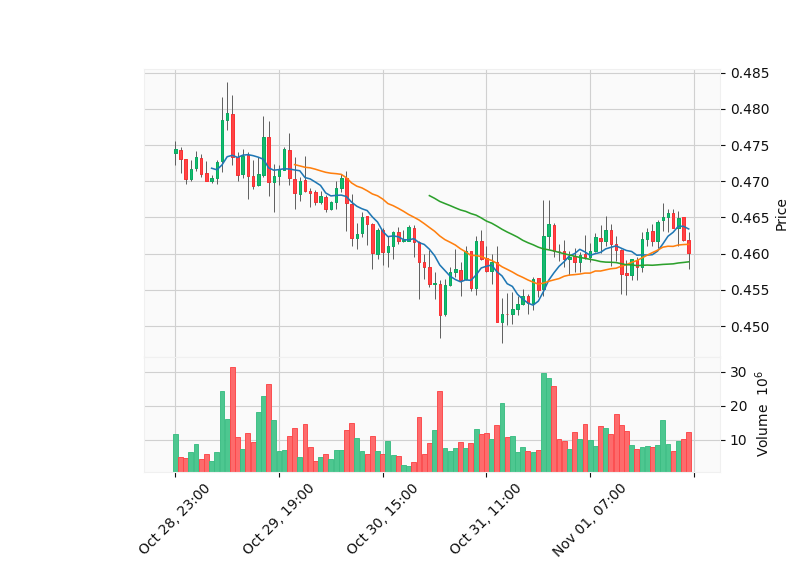 0.485
0.480
0.475
0.470
0.465
0.460
0.455
0.450
Price
30
20
10
Volume 10⁶
Oct 28, 23:00
Oct 29, 19:00
Oct 30, 15:00
Oct 31, 11:00
Nov 01, 07:00